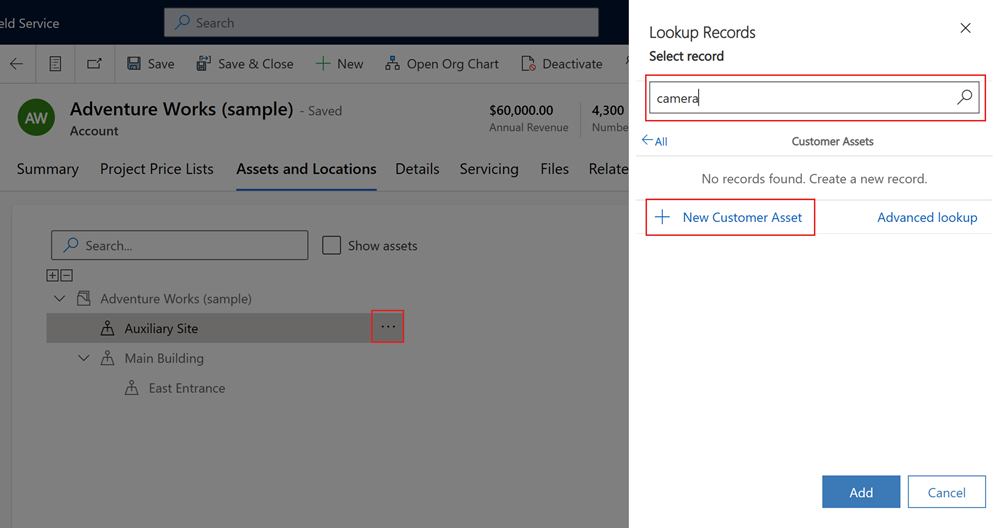 eld Service
Search
Save
Save & Close
New
Open Org Chart
Deactivate
AW
Adventure Works (sample) - Saved
Account
$60,000.00
Annual Revenue
4,300
Number
Summary
Project Price Lists
Assets and Locations
Details
Servicing
Files
Relate
Search...
Show assets
Adventure Works (sample)
Auxiliary Site
...
Main Building
East Entrance
Lookup Records
Select record
camera
All
Customer Assets
No records found. Create a new record.
New Customer Asset
Advanced lookup
Add
Cancel